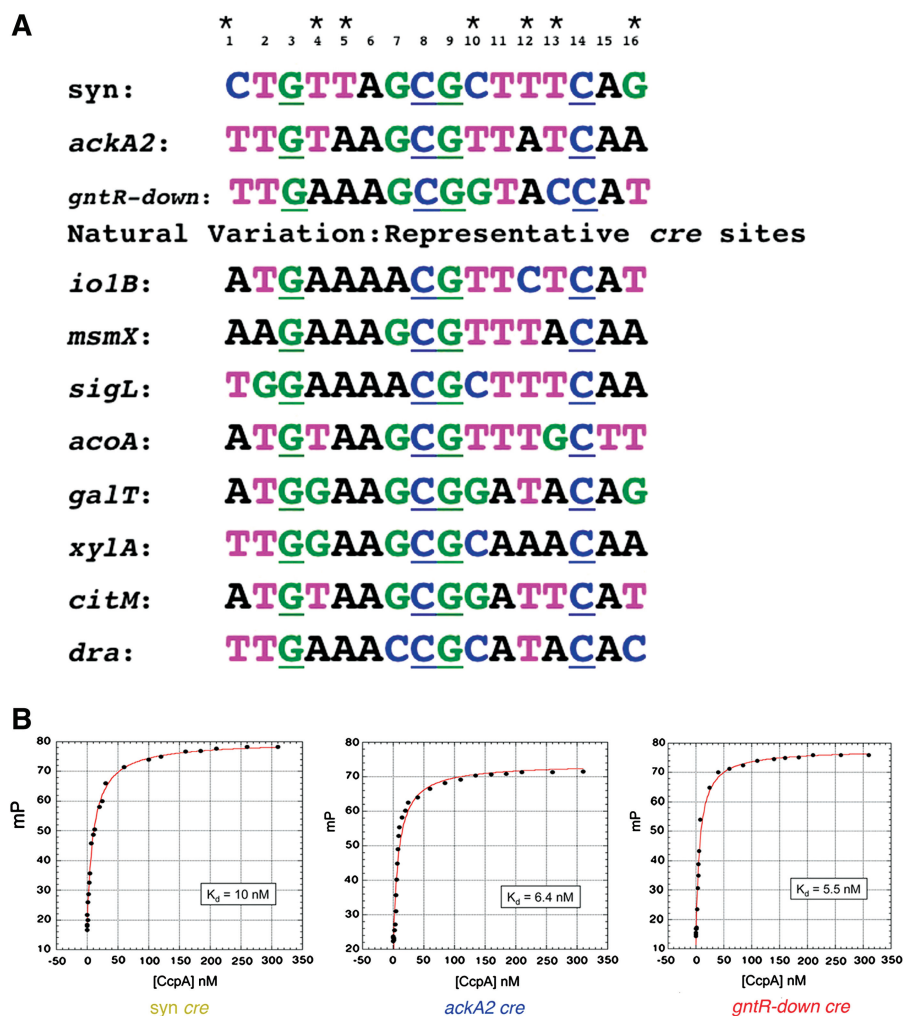 A
* * * * * * *
1 2 3 4 5 6 7 8 9 10 11 12 13 14 15 16
syn: CTGTTAGCGCTTTCAG
ackA2: TTGTAAGCGTTATCAA
gntR-down: TTGAAAGCGGTACCAT
Natural Variation:Representative cre sites
iolB: ATGAAAACGTTCTCAT
msmX: AAGAAAGCGTTTACAA
sigL: TGGAAAACGCTTTCAA
acoA: ATGTAAGCGTTTGCTT
galT: ATGGAAGCGGATACAG
xylA: TTGGAAGCGCAAACAA
citM: ATGTAAGCGGATTCAT
dra: TTGAAACCGCATACAC
B
mP
80
70
60
50
40
30
20
10
-50 0 50 100 150 200 250 300 350
Kd = 10 nM
[CcpA] nM
syn cre
mP
80
70
60
50
40
30
20
-50 0 50 100 150 200 250 300 350
Kd = 6.4 nM
[CcpA] nM
ackA2 cre
mP
80
70
60
50
40
30
20
10
-50 0 50 100 150 200 250 300 350
Kd = 5.5 nM
[CcpA] nM
gntR-down cre